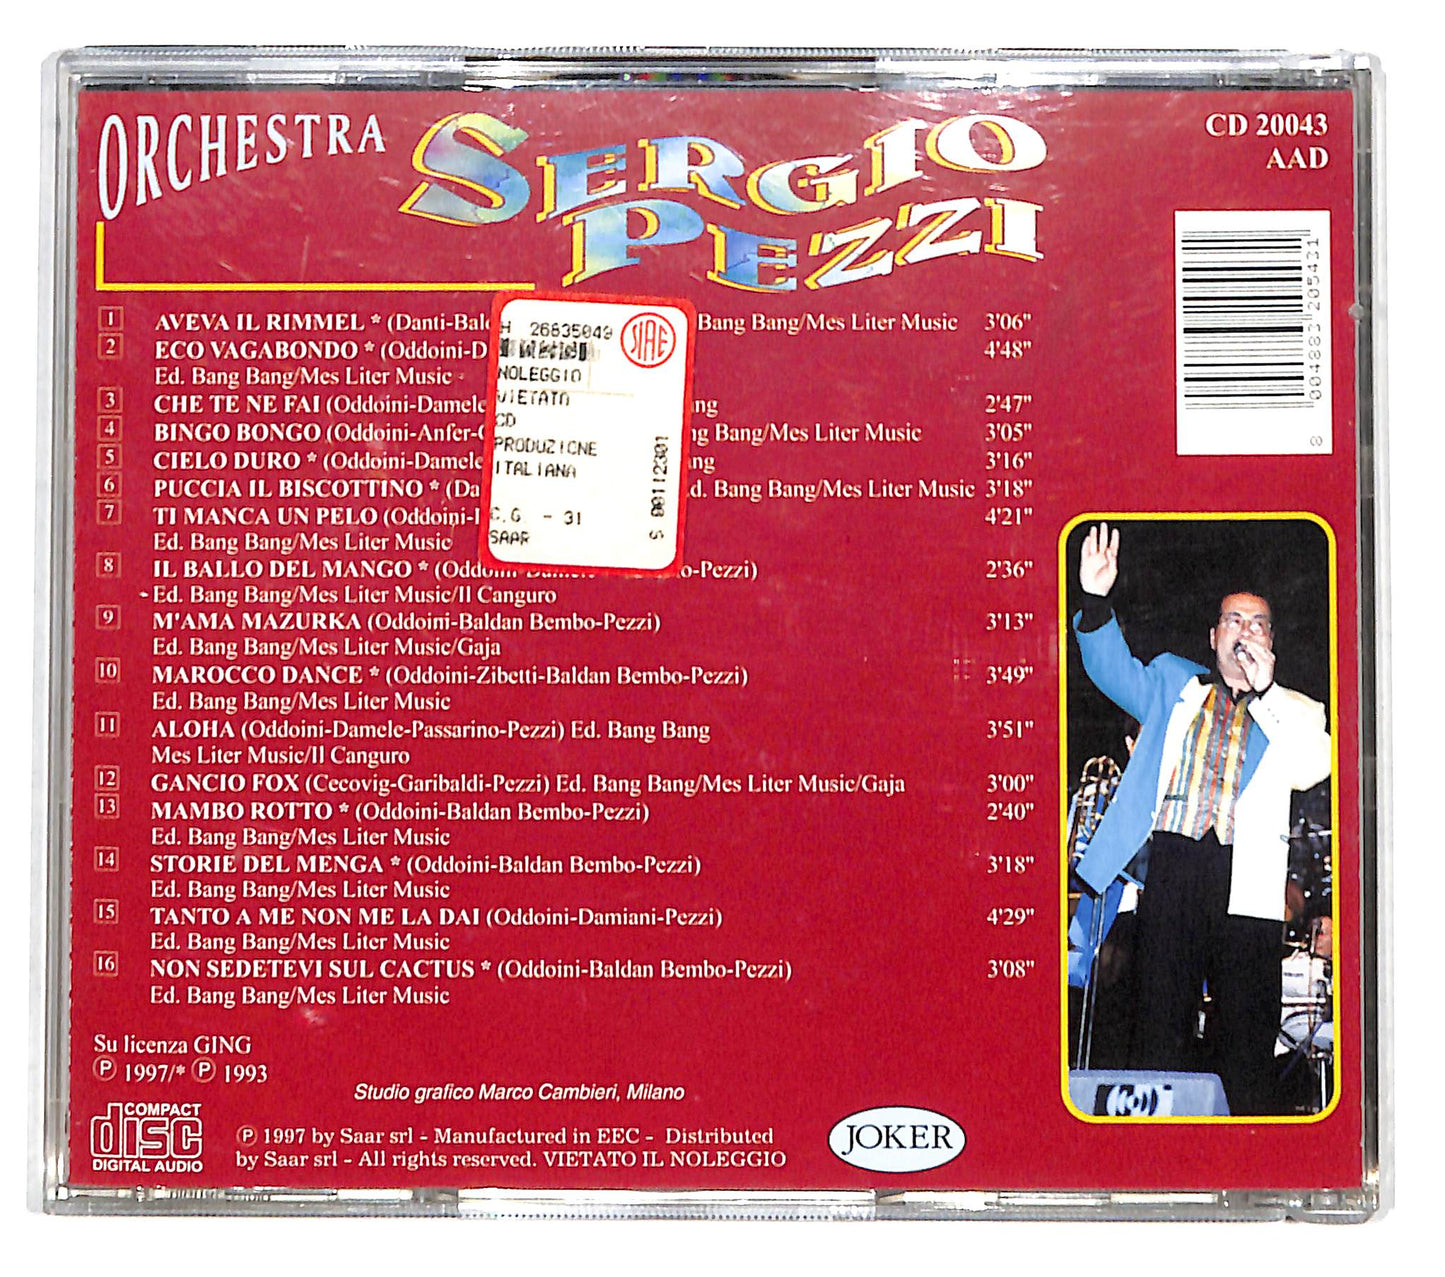 ORCHESTRA SERGIO PEZZI
CD 20043
AAD
8 004883 205431
1 AVEVA IL RIMMEL * (Danti-Bald Bang Bang/Mes Liter Music 3'06"
2 ECO VAGABONDO * (Oddoini-D 4'48"
Ed. Bang Bang/Mes Liter Music
3 CHE TE NE FAI (Oddoini-Damele 2'47"
4 BINGO BONGO (Oddoini-Anfer- Bang/Mes Liter Music 3'05"
5 CIELO DURO * (Oddoini-Damele 3'16"
6 PUCCIA IL BISCOTTINO * (Da Ed. Bang Bang/Mes Liter Music 3'18"
7 TI MANCA UN PELO (Oddoini- 4'21"
Ed. Bang Bang/Mes Liter Music
8 IL BALLO DEL MANGO * (Oddoini-Damele -Pezzi) 2'36"
Ed. Bang Bang/Mes Liter Music/Il Canguro
9 M'AMA MAZURKA (Oddoini-Baldan Bembo-Pezzi) 3'13"
Ed. Bang Bang/Mes Liter Music/Gaja
10 MAROCCO DANCE * (Oddoini-Zibetti-Baldan Bembo-Pezzi) 3'49"
Ed. Bang Bang/Mes Liter Music
11 ALOHA (Oddoini-Damele-Passarino-Pezzi) Ed. Bang Bang 3'51"
Mes Liter Music/Il Canguro
12 GANCIO FOX (Cecovig-Garibaldi-Pezzi) Ed. Bang Bang/Mes Liter Music/Gaja 3'00"
13 MAMBO ROTTO * (Oddoini-Baldan Bembo-Pezzi) 2'40"
Ed. Bang Bang/Mes Liter Music
14 STORIE DEL MENGA * (Oddoini-Baldan Bembo-Pezzi) 3'18"
Ed. Bang Bang/Mes Liter Music
15 TANTO A ME NON ME LA DAI (Oddoini-Damiani-Pezzi) 4'29"
Ed. Bang Bang/Mes Liter Music
16 NON SEDETEVI SUL CACTUS * (Oddoini-Baldan Bembo-Pezzi) 3'08"
Ed. Bang Bang/Mes Liter Music
H 26835049
SIAE
NOLEGGIO
VIETATO
CD
PRODUZIONE
ITALIANA
C.G. - 31
SAAR
S 00112301
Su licenza GING
℗ 1997/* ℗ 1993
Studio grafico Marco Cambieri, Milano
COMPACT
disc
DIGITAL AUDIO
℗ 1997 by Saar srl - Manufactured in EEC - Distributed
by Saar srl - All rights reserved. VIETATO IL NOLEGGIO
JOKER